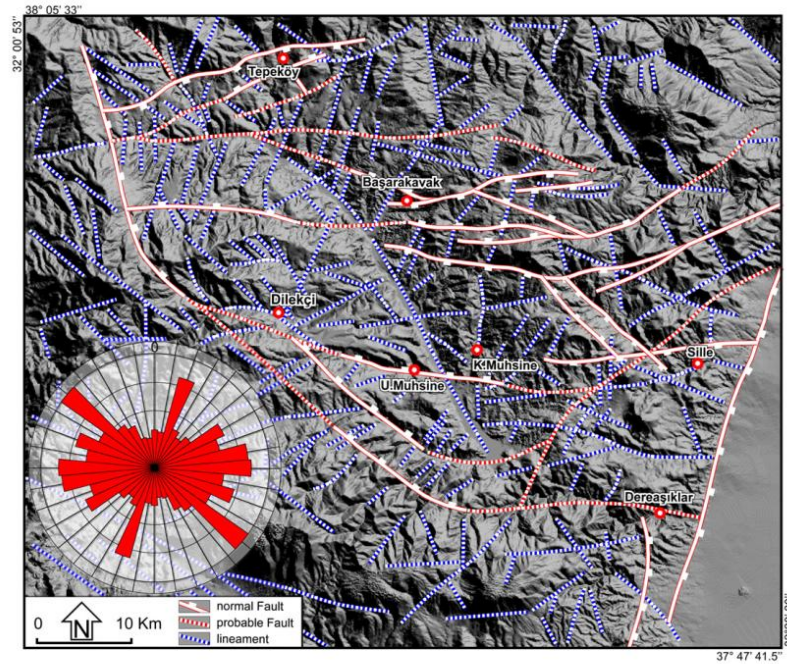 38° 05' 33''
32° 00' 53''
Tepeköy
Başarakavak
Dilekçi
Sille
K.Muhsine
U.Muhsine
0
Dereaşıklar
normal Fault
probable Fault
lineament
0 10 Km
N
37° 47' 41.5''